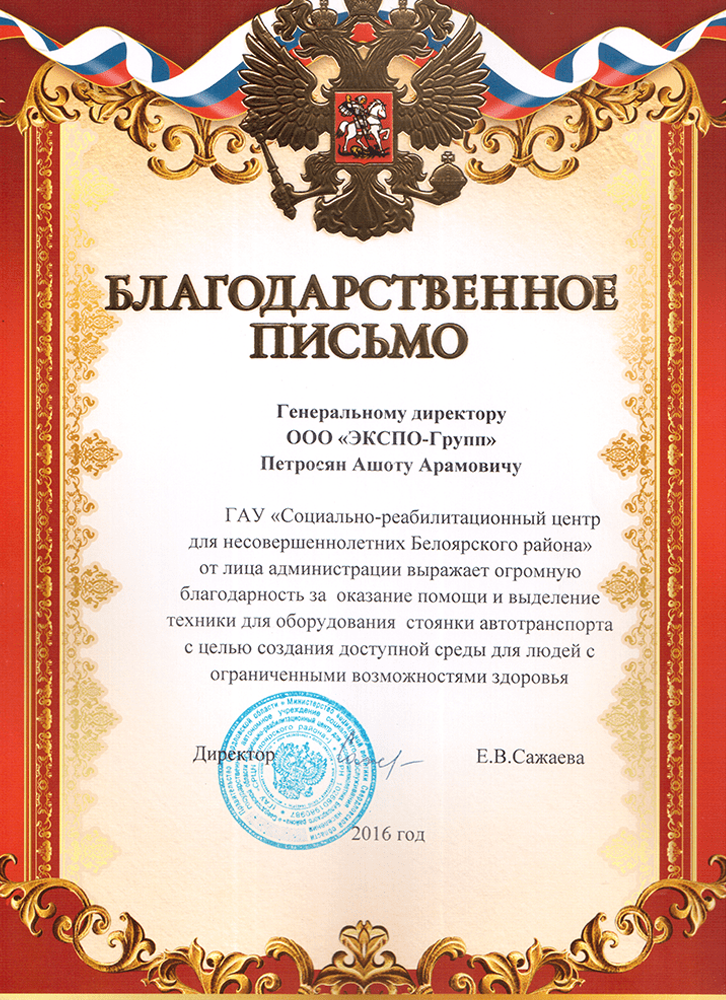 БЛАГОДАРСТВЕННОЕ
ПИСЬМО
Генеральному директору
ООО «ЭКСПО-Групп»
Петросян Ашоту Арамовичу
ГАУ «Социально-реабилитационный центр
для несовершеннолетних Белоярского района»
от лица администрации выражает огромную
благодарность за оказание помощи и выделение
техники для оборудования стоянки автотранспорта
с целью создания доступной среды для людей с
ограниченными возможностями здоровья
Директор Е.В.Сажаева
2016 год